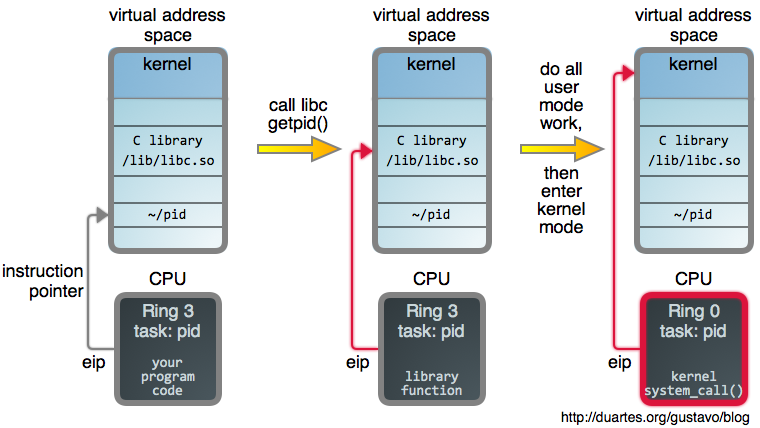 virtual address
space
kernel
C library
/lib/libc.so
~/pid
instruction
pointer
CPU
Ring 3
task: pid
your
program
code
eip
call libc
getpid()
virtual address
space
kernel
C library
/lib/libc.so
~/pid
CPU
Ring 3
task: pid
library
function
eip
do all
user
mode
work,
then
enter
kernel
mode
virtual address
space
kernel
C library
/lib/libc.so
~/pid
CPU
Ring 0
task: pid
kernel
system_call()
eip
http://duartes.org/gustavo/blog